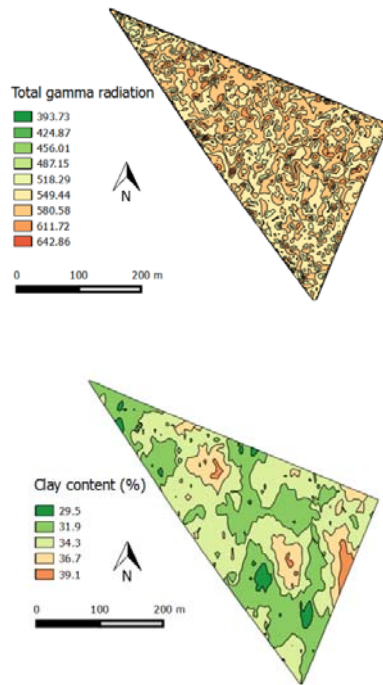 Total gamma radiation
393.73
424.87
456.01
487.15
518.29
549.44
580.58
611.72
642.86
N
0 100 200 m
Clay content (%)
29.5
31.9
34.3
36.7
39.1
N
0 100 200 m